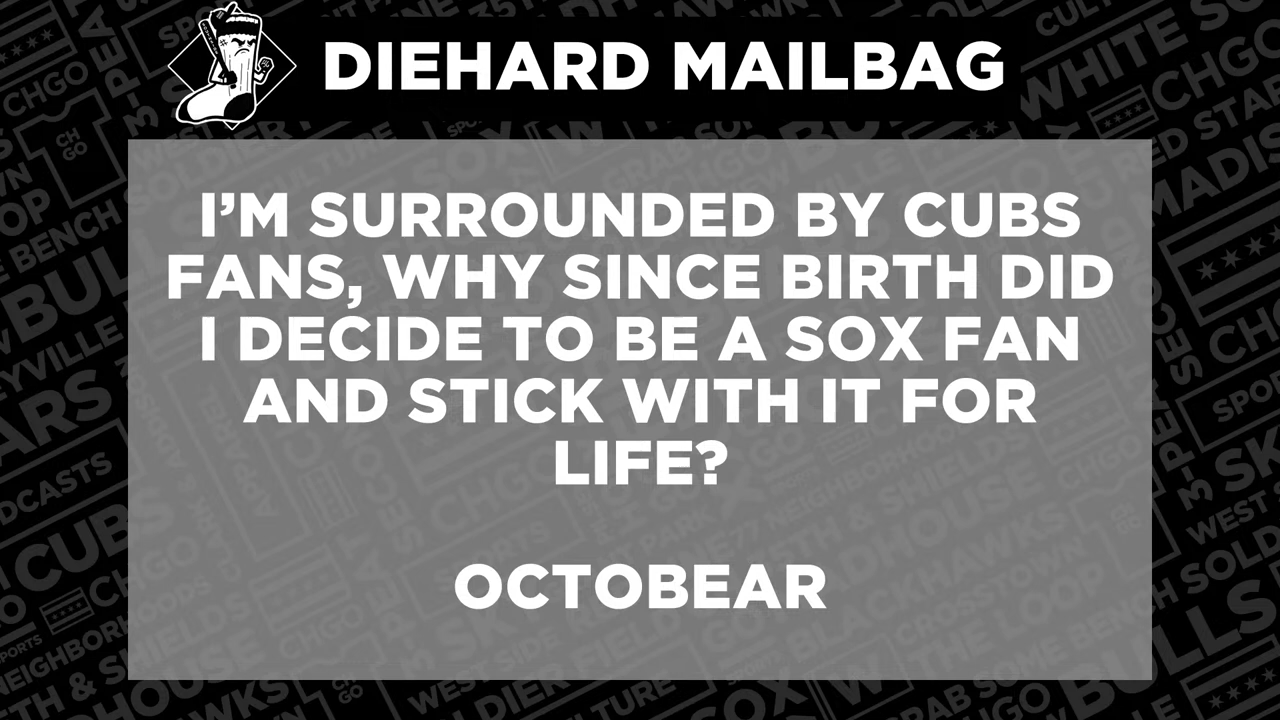 DIEHARD MAILBAG
I'M SURROUNDED BY CUBS
FANS, WHY SINCE BIRTH DID
I DECIDE TO BE A SOX FAN
AND STICK WITH IT FOR
LIFE?
OCTOBEAR